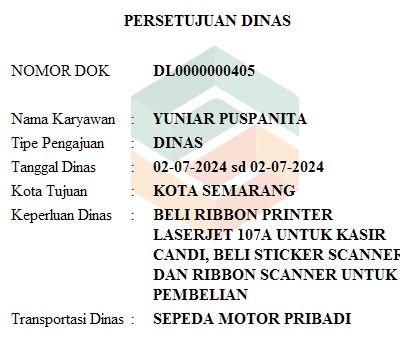 PERSETUJUAN DINAS
NOMOR DOK DL0000000405
Nama Karyawan : YUNIAR PUSPANITA
Tipe Pengajuan : DINAS
Tanggal Dinas : 02-07-2024 sd 02-07-2024
Kota Tujuan : KOTA SEMARANG
Keperluan Dinas : BELI RIBBON PRINTER
LASERJET 107A UNTUK KASIR
CANDI, BELI STICKER SCANNER
DAN RIBBON SCANNER UNTUK
PEMBELIAN
Transportasi Dinas : SEPEDA MOTOR PRIBADI